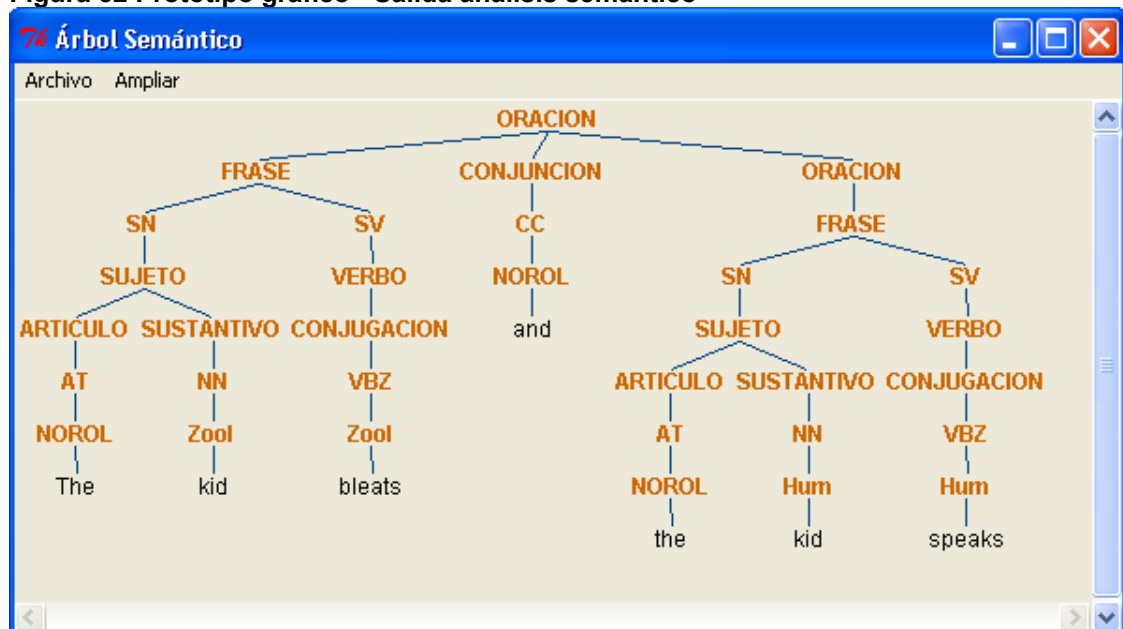 Árbol Semántico
Archivo Ampliar
ORACION
FRASE CONJUNCION ORACION
SN SV CC FRASE
SUJETO VERBO NOROL SN SV
ARTICULO SUSTANTIVO CONJUGACION and SUJETO VERBO
AT NN VBZ ARTICULO SUSTANTIVO CONJUGACION
NOROL Zool Zool AT NN VBZ
The kid bleats NOROL Hum Hum
the kid speaks